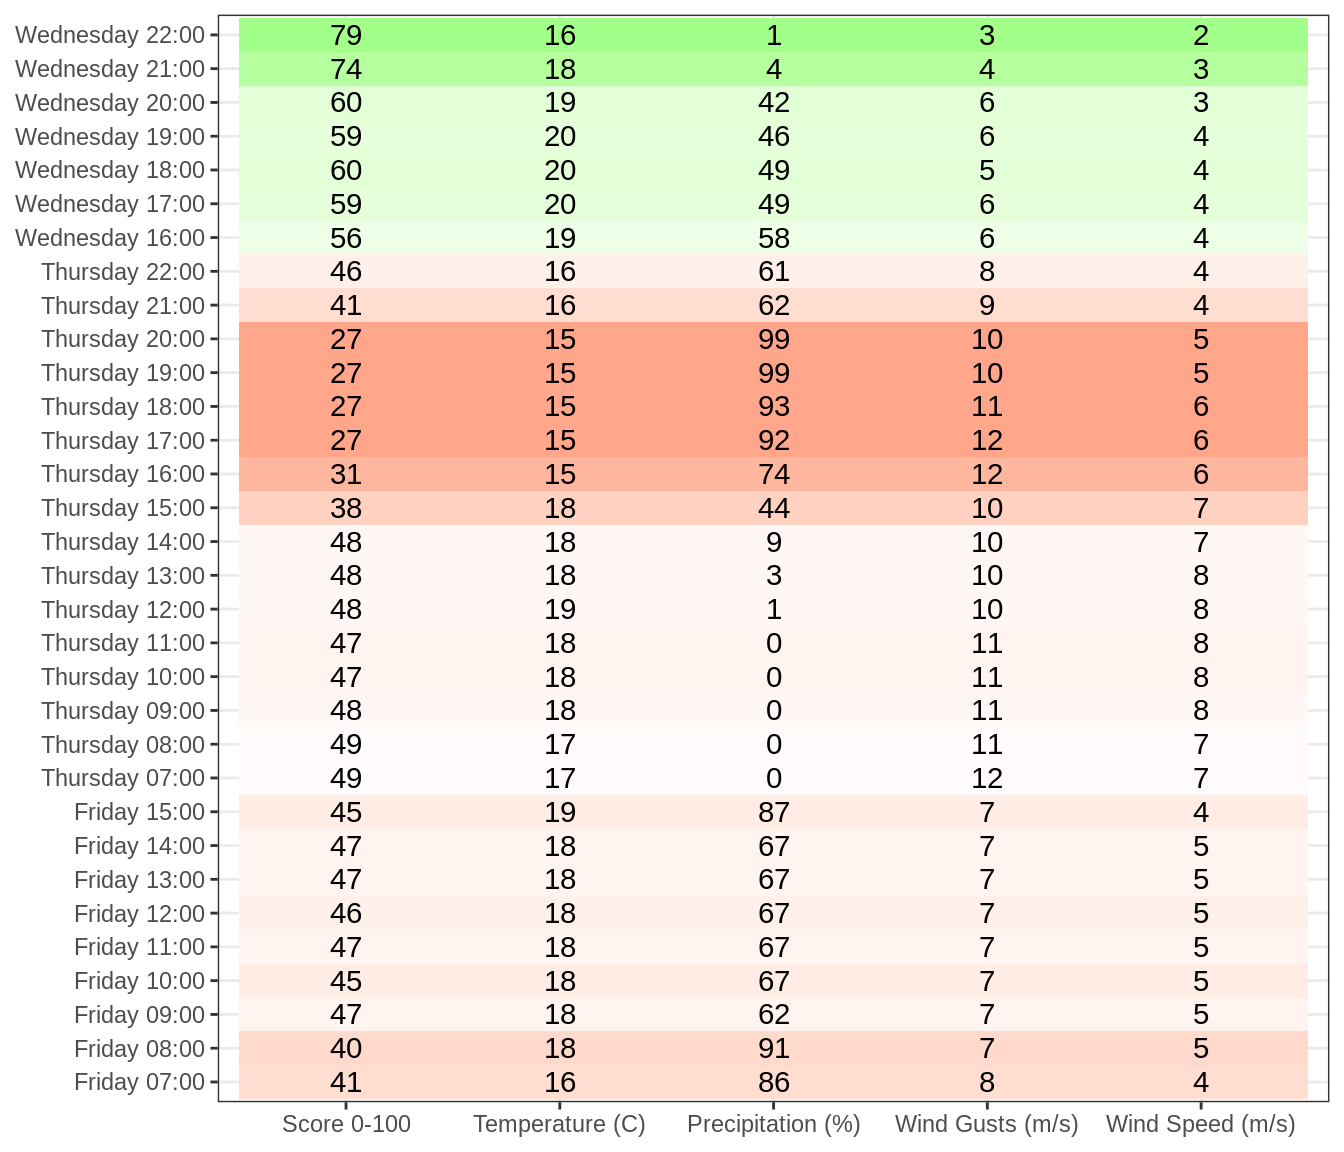 Wednesday 22:00 79 16 1 3 2
Wednesday 21:00 74 18 4 4 3
Wednesday 20:00 60 19 42 6 3
Wednesday 19:00 59 20 46 6 4
Wednesday 18:00 60 20 49 5 4
Wednesday 17:00 59 20 49 6 4
Wednesday 16:00 56 19 58 6 4
Thursday 22:00 46 16 61 8 4
Thursday 21:00 41 16 62 9 4
Thursday 20:00 27 15 99 10 5
Thursday 19:00 27 15 99 10 5
Thursday 18:00 27 15 93 11 6
Thursday 17:00 27 15 92 12 6
Thursday 16:00 31 15 74 12 6
Thursday 15:00 38 18 44 10 7
Thursday 14:00 48 18 9 10 7
Thursday 13:00 48 18 3 10 8
Thursday 12:00 48 19 1 10 8
Thursday 11:00 47 18 0 11 8
Thursday 10:00 47 18 0 11 8
Thursday 09:00 48 18 0 11 8
Thursday 08:00 49 17 0 11 7
Thursday 07:00 49 17 0 12 7
Friday 15:00 45 19 87 7 4
Friday 14:00 47 18 67 7 5
Friday 13:00 47 18 67 7 5
Friday 12:00 46 18 67 7 5
Friday 11:00 47 18 67 7 5
Friday 10:00 45 18 67 7 5
Friday 09:00 47 18 62 7 5
Friday 08:00 40 18 91 7 5
Friday 07:00 41 16 86 8 4
Score 0-100 Temperature (C) Precipitation (%) Wind Gusts (m/s) Wind Speed (m/s)